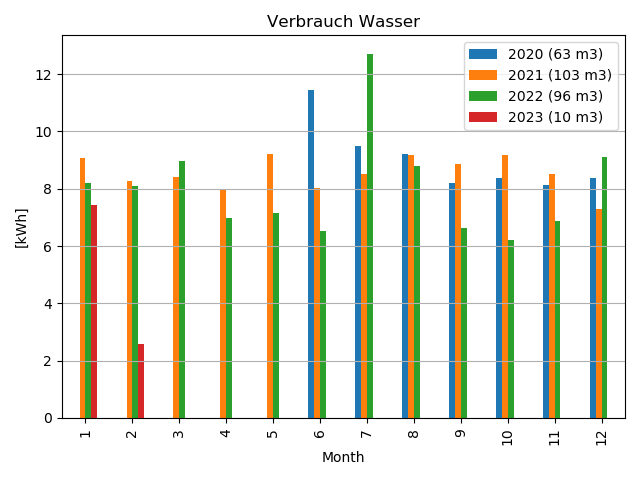 Verbrauch Wasser
2020 (63 m3)
2021 (103 m3)
2022 (96 m3)
2023 (10 m3)
12
10
8
6
4
2
0
[kWh]
1 2 3 4 5 6 7 8 9 10 11 12
Month